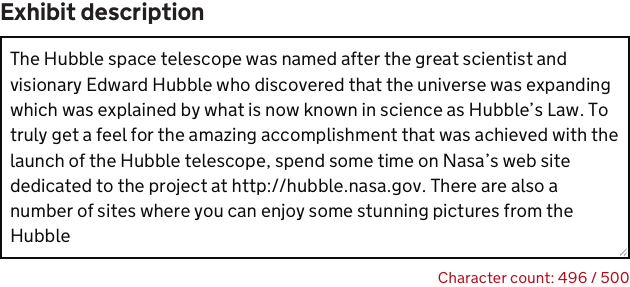 Exhibit description
The Hubble space telescope was named after the great scientist and
visionary Edward Hubble who discovered that the universe was expanding
which was explained by what is now known in science as Hubble’s Law. To
truly get a feel for the amazing accomplishment that was achieved with the
launch of the Hubble telescope, spend some time on Nasa’s web site
dedicated to the project at http://hubble.nasa.gov. There are also a
number of sites where you can enjoy some stunning pictures from the
Hubble
Character count: 496 / 500